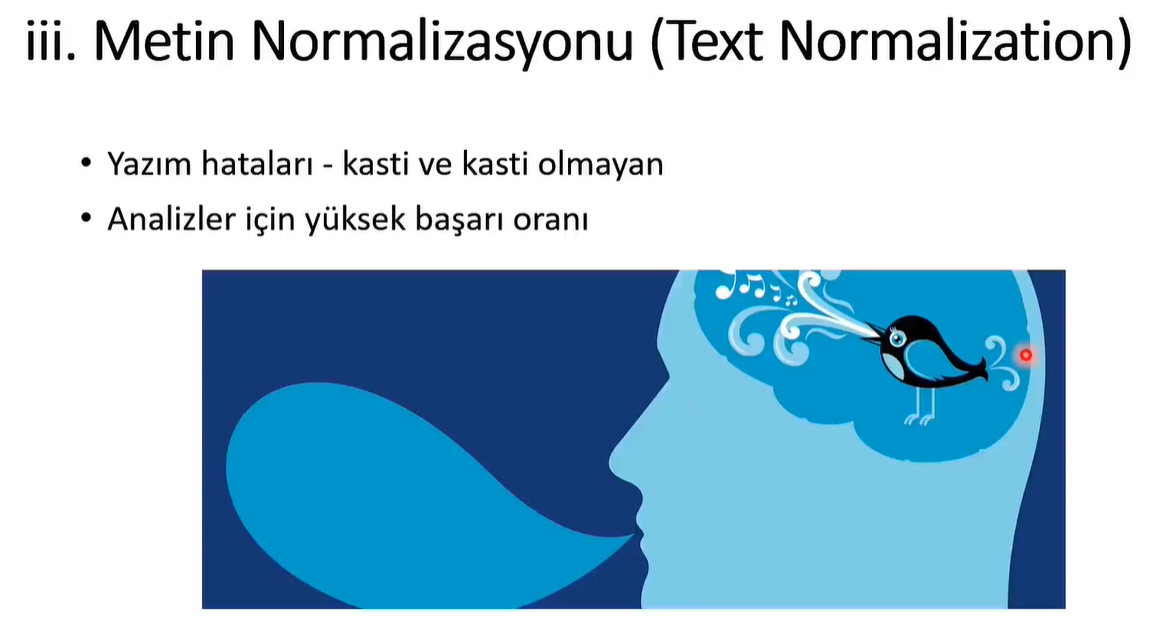 iii. Metin Normalizasyonu (Text Normalization)
• Yazım hataları - kasti ve kasti olmayan
• Analizler için yüksek başarı oranı